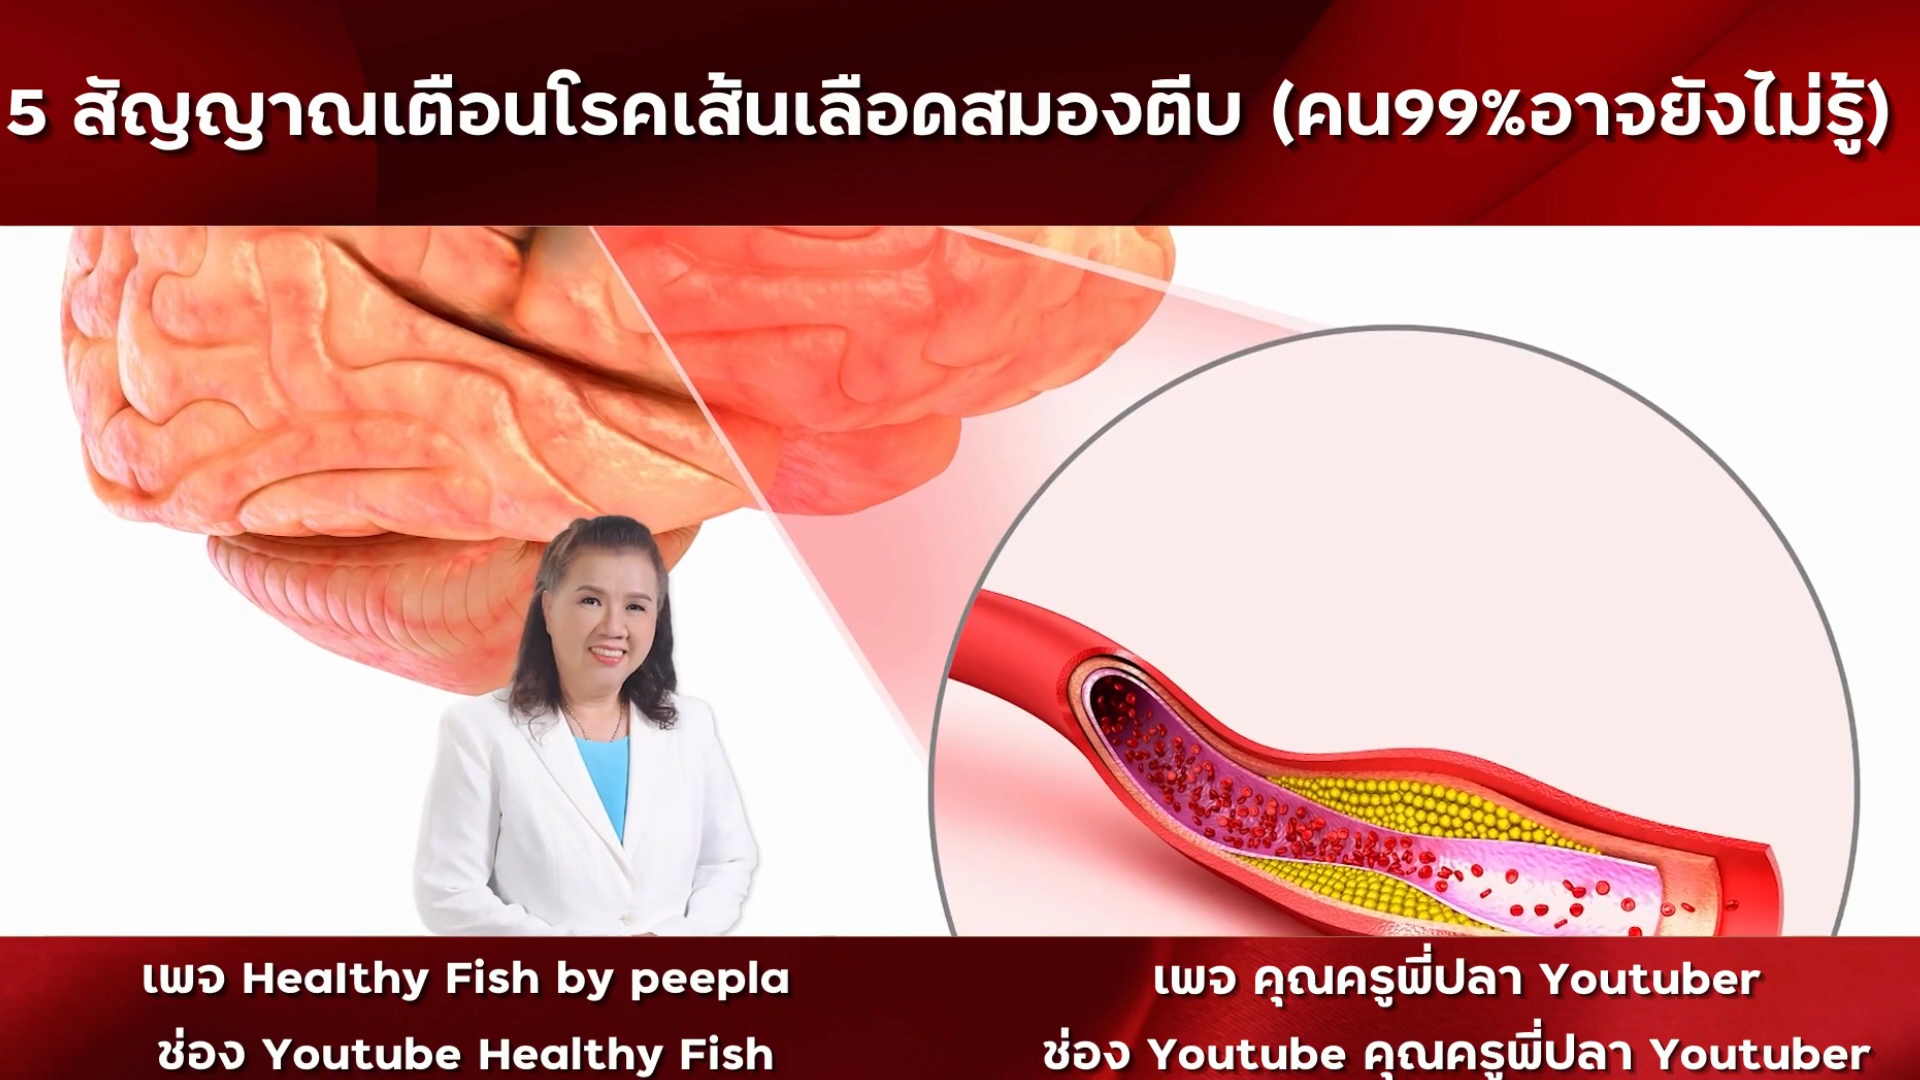 5 สัญญาณเตือนโรคเส้นเลือดสมองตีบ (คน99%อาจยังไม่รู้)
เพจ Healthy Fish by peepla
ช่อง Youtube Healthy Fish
เพจ คุณครูพี่ปลา Youtuber
ช่อง Youtube คุณครูพี่ปลา Youtuber